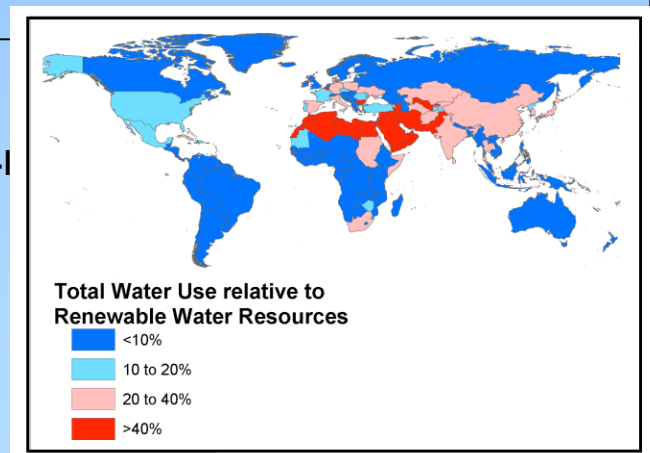 Total Water Use relative to
Renewable Water Resources
<10%
10 to 20%
20 to 40%
>40%